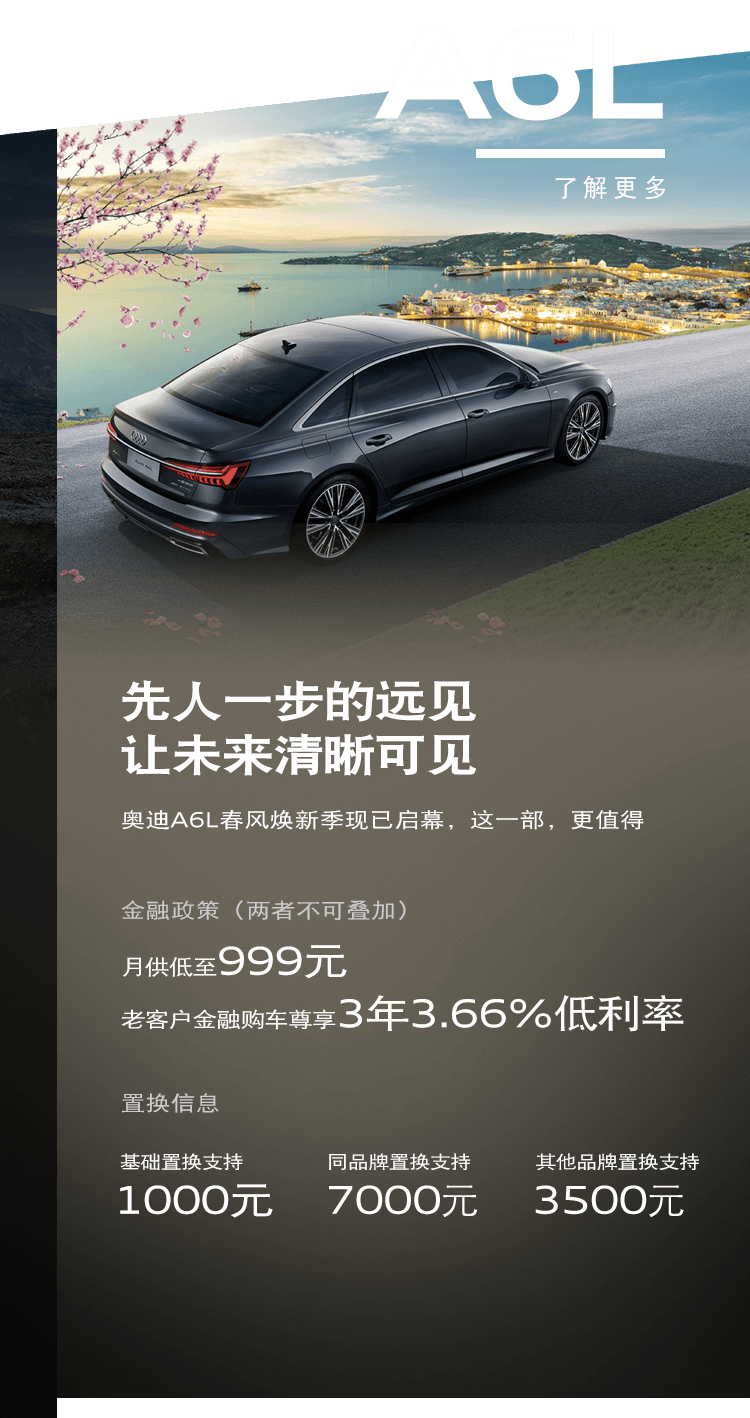 A6L
了解更多
Audi A6L
先人一步的远见
让未来清晰可见
奥迪A6L春风焕新季现已启幕，这一部，更值得
金融政策（两者不可叠加）
月供低至999元
老客户金融购车尊享3年3.66%低利率
置换信息
基础置换支持 同品牌置换支持 其他品牌置换支持
1000元 7000元 3500元